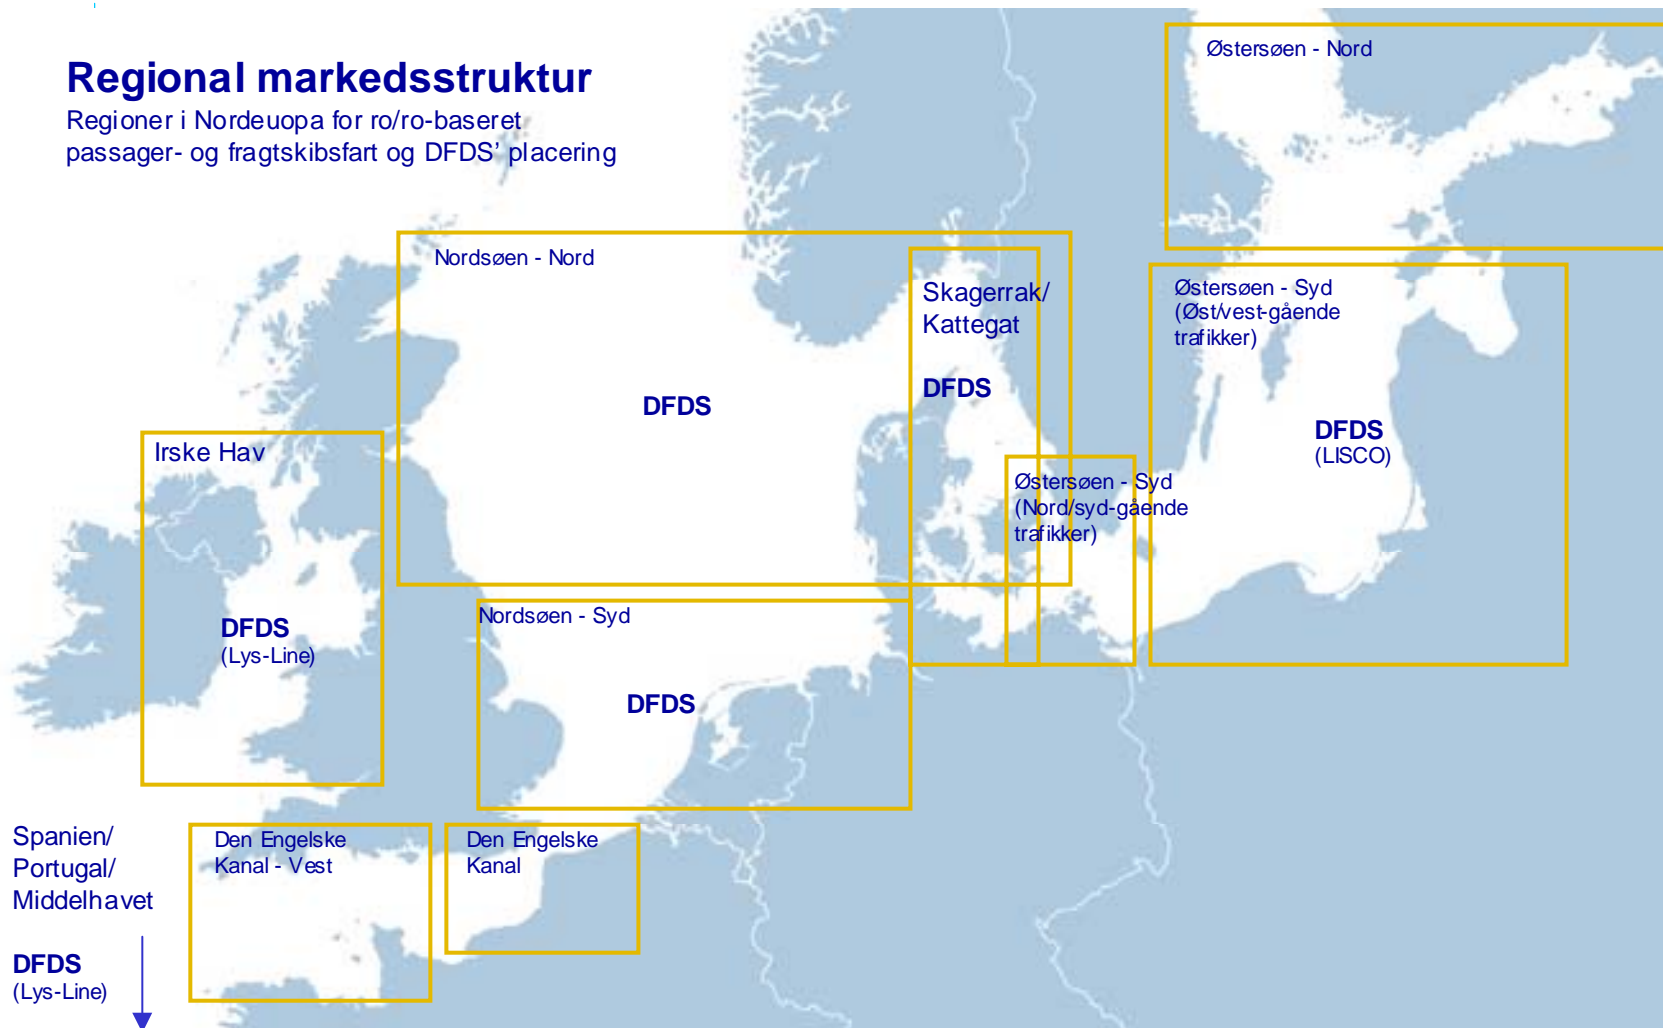 Regional markedsstruktur
Regioner i Nordeuopa for ro/ro-baseret
passager- og fragtskibsfart og DFDS’ placering
Østersøen - Nord
Nordsøen - Nord
Skagerrak/
Kattegat
DFDS
Østersøen - Syd
(Øst/vest-gående
trafikker)
DFDS
DFDS
(LISCO)
Irske Hav
Østersøen - Syd
(Nord/syd-gående
trafikker)
DFDS
(Lys-Line)
Nordsøen - Syd
DFDS
Spanien/
Portugal/
Middelhavet
DFDS
(Lys-Line)
Den Engelske
Kanal - Vest
Den Engelske
Kanal